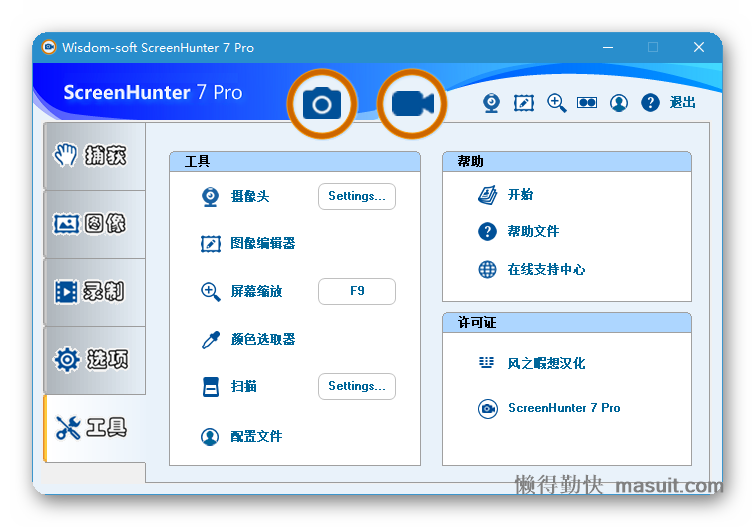 Wisdom-soft ScreenHunter 7 Pro
ScreenHunter 7 Pro
退出
捕获
图像
录制
选项
工具
工具
摄像头 Settings...
图像编辑器
屏幕缩放 F9
颜色选取器
扫描 Settings...
配置文件
帮助
开始
帮助文件
在线支持中心
许可证
风之暇想汉化
ScreenHunter 7 Pro
懒得勤快 masuit.com